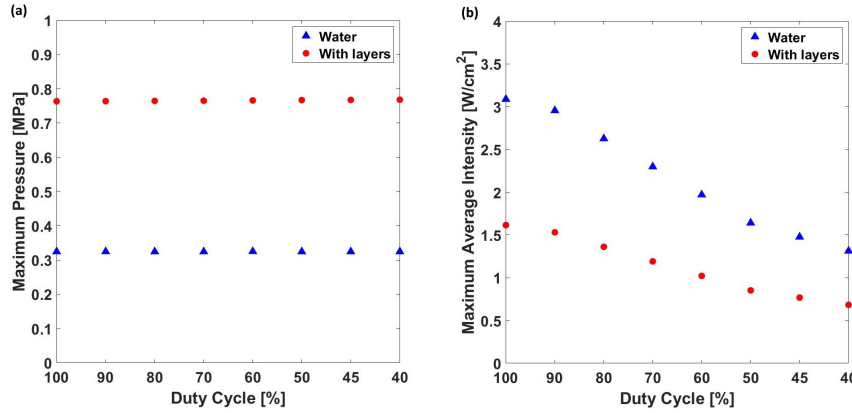 (a)
Water
With layers
Maximum Pressure [MPa]
1
0.9
0.8
0.7
0.6
0.5
0.4
0.3
0.2
0.1
0
100 90 80 70 60 50 45 40
Duty Cycle [%]
(b)
Water
With layers
Maximum Average Intensity [W/cm²]
4
3.5
3
2.5
2
1.5
1
0.5
0
100 90 80 70 60 50 45 40
Duty Cycle [%]